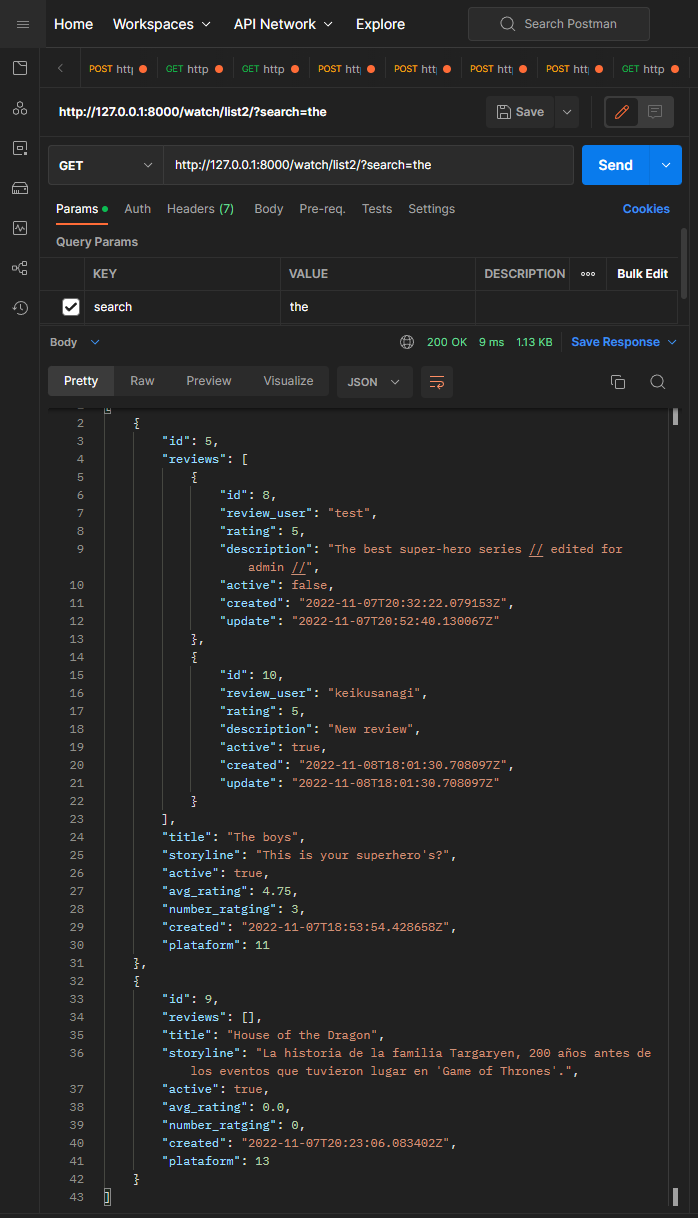 Home Workspaces API Network Explore Search Postman
POST http GET http GET http POST htt POST htt POST htt POST htt GET http
http://127.0.0.1:8000/watch/list2/?search=the Save
GET http://127.0.0.1:8000/watch/list2/?search=the Send
Params Auth Headers (7) Body Pre-req. Tests Settings Cookies
Query Params
KEY VALUE DESCRIPTION ooo Bulk Edit
search the
Body 200 OK 9 ms 1.13 KB Save Response
Pretty Raw Preview Visualize JSON
1 [
2 {
3 "id": 5,
4 "reviews": [
5 {
6 "id": 8,
7 "review_user": "test",
8 "rating": 5,
9 "description": "The best super-hero series // edited for
admin //",
10 "active": false,
11 "created": "2022-11-07T20:32:22.079153Z",
12 "update": "2022-11-07T20:52:40.130067Z"
13 },
14 {
15 "id": 10,
16 "review_user": "keikusanagi",
17 "rating": 5,
18 "description": "New review",
19 "active": true,
20 "created": "2022-11-08T18:01:30.708097Z",
21 "update": "2022-11-08T18:01:30.708097Z"
22 }
23 ],
24 "title": "The boys",
25 "storyline": "This is your superhero's?",
26 "active": true,
27 "avg_rating": 4.75,
28 "number_ratging": 3,
29 "created": "2022-11-07T18:53:54.428658Z",
30 "plataform": 11
31 },
32 {
33 "id": 9,
34 "reviews": [],
35 "title": "House of the Dragon",
36 "storyline": "La historia de la familia Targaryen, 200 años antes de
los eventos que tuvieron lugar en 'Game of Thrones'.",
37 "active": true,
38 "avg_rating": 0.0,
39 "number_ratging": 0,
40 "created": "2022-11-07T20:23:06.083402Z",
41 "plataform": 13
42 }
43 ]